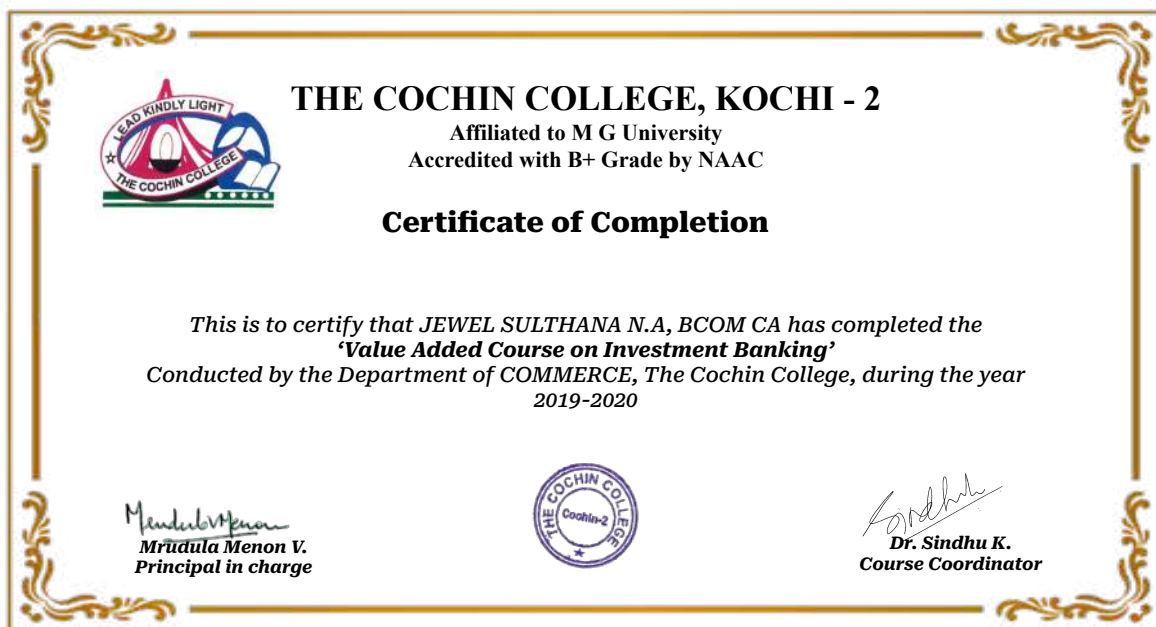 THE COCHIN COLLEGE, KOCHI - 2
Affiliated to M G University
Accredited with B+ Grade by NAAC
LEAD KINDLY LIGHT
THE COCHIN COLLEGE
Certificate of Completion
This is to certify that JEWEL SULTHANA N.A, BCOM CA has completed the
‘Value Added Course on Investment Banking’
Conducted by the Department of COMMERCE, The Cochin College, during the year
2019-2020
THE COCHIN COLLEGE
Cochin-2
Mrudula Menon V.
Principal in charge
Sindhu
Dr. Sindhu K.
Course Coordinator